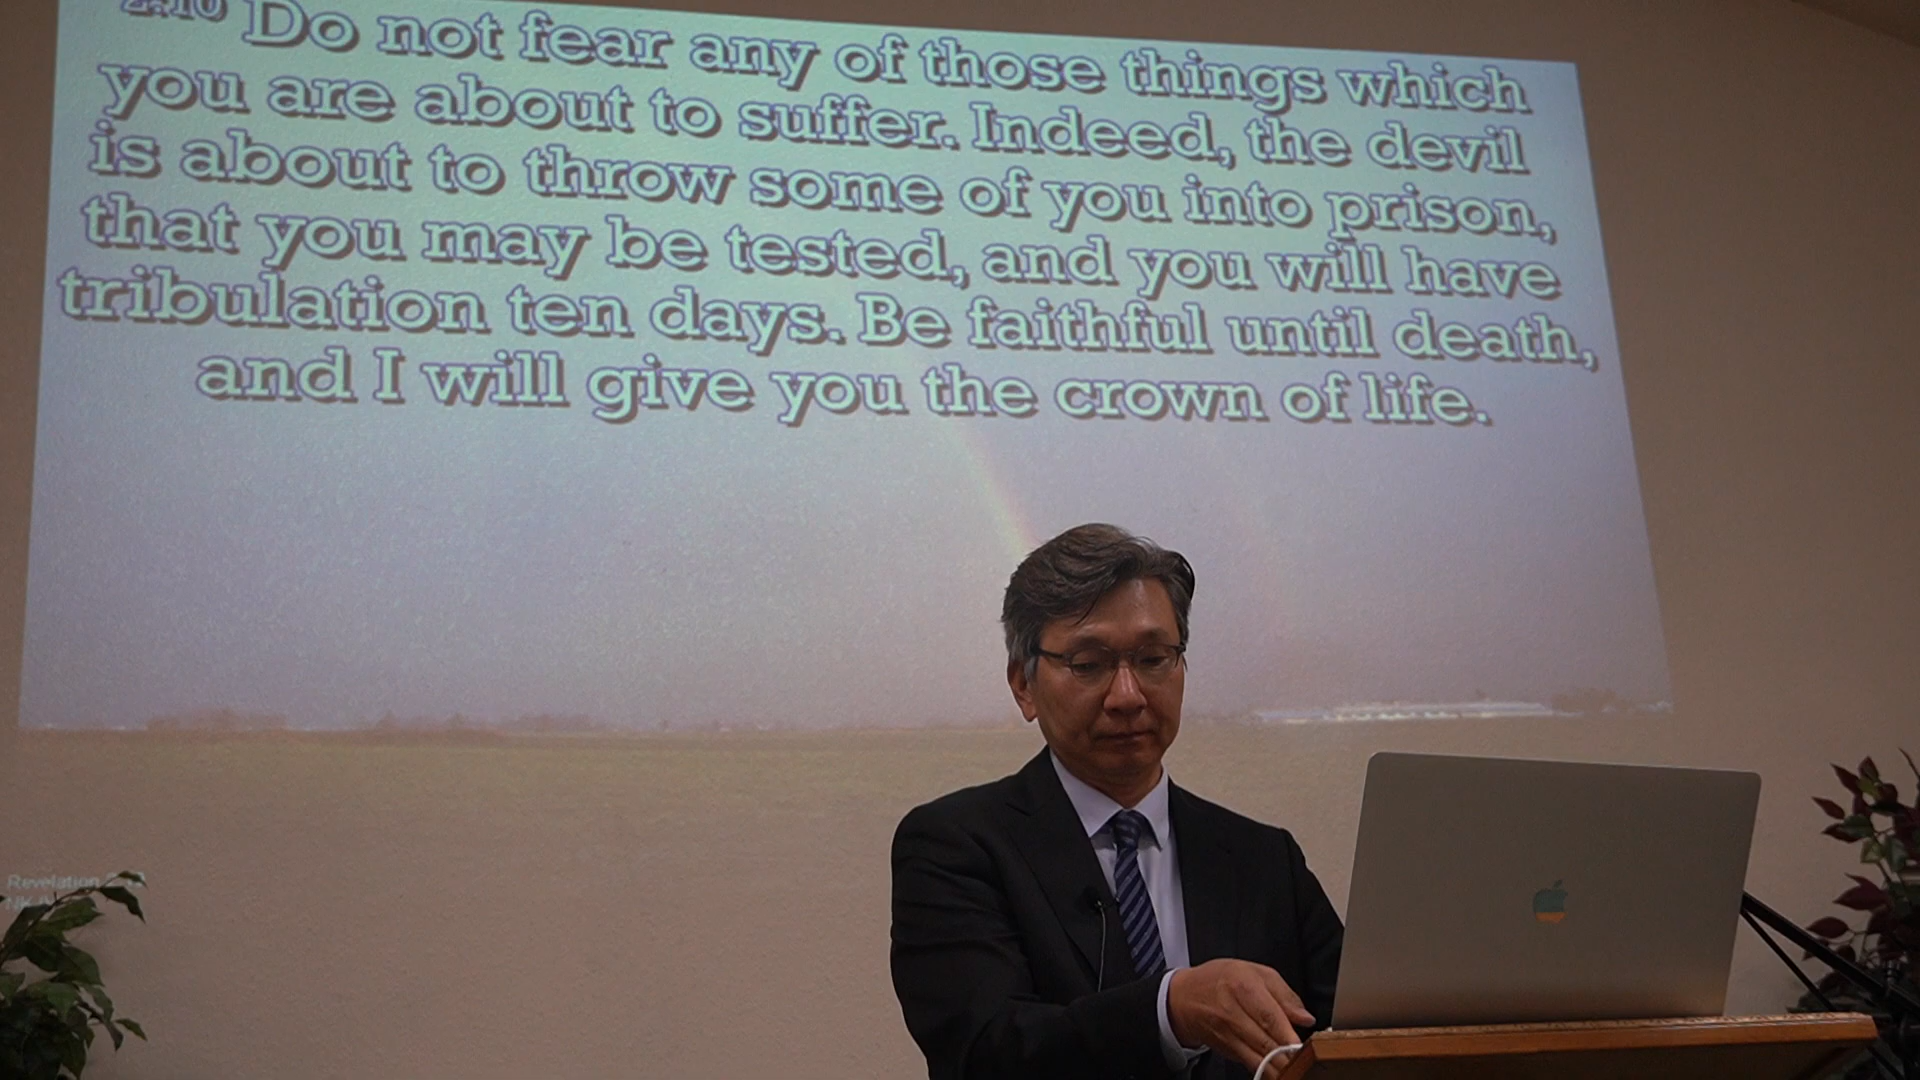 2:10 Do not fear any of those things which
you are about to suffer. Indeed, the devil
is about to throw some of you into prison,
that you may be tested, and you will have
tribulation ten days. Be faithful until death,
and I will give you the crown of life.
Revelation